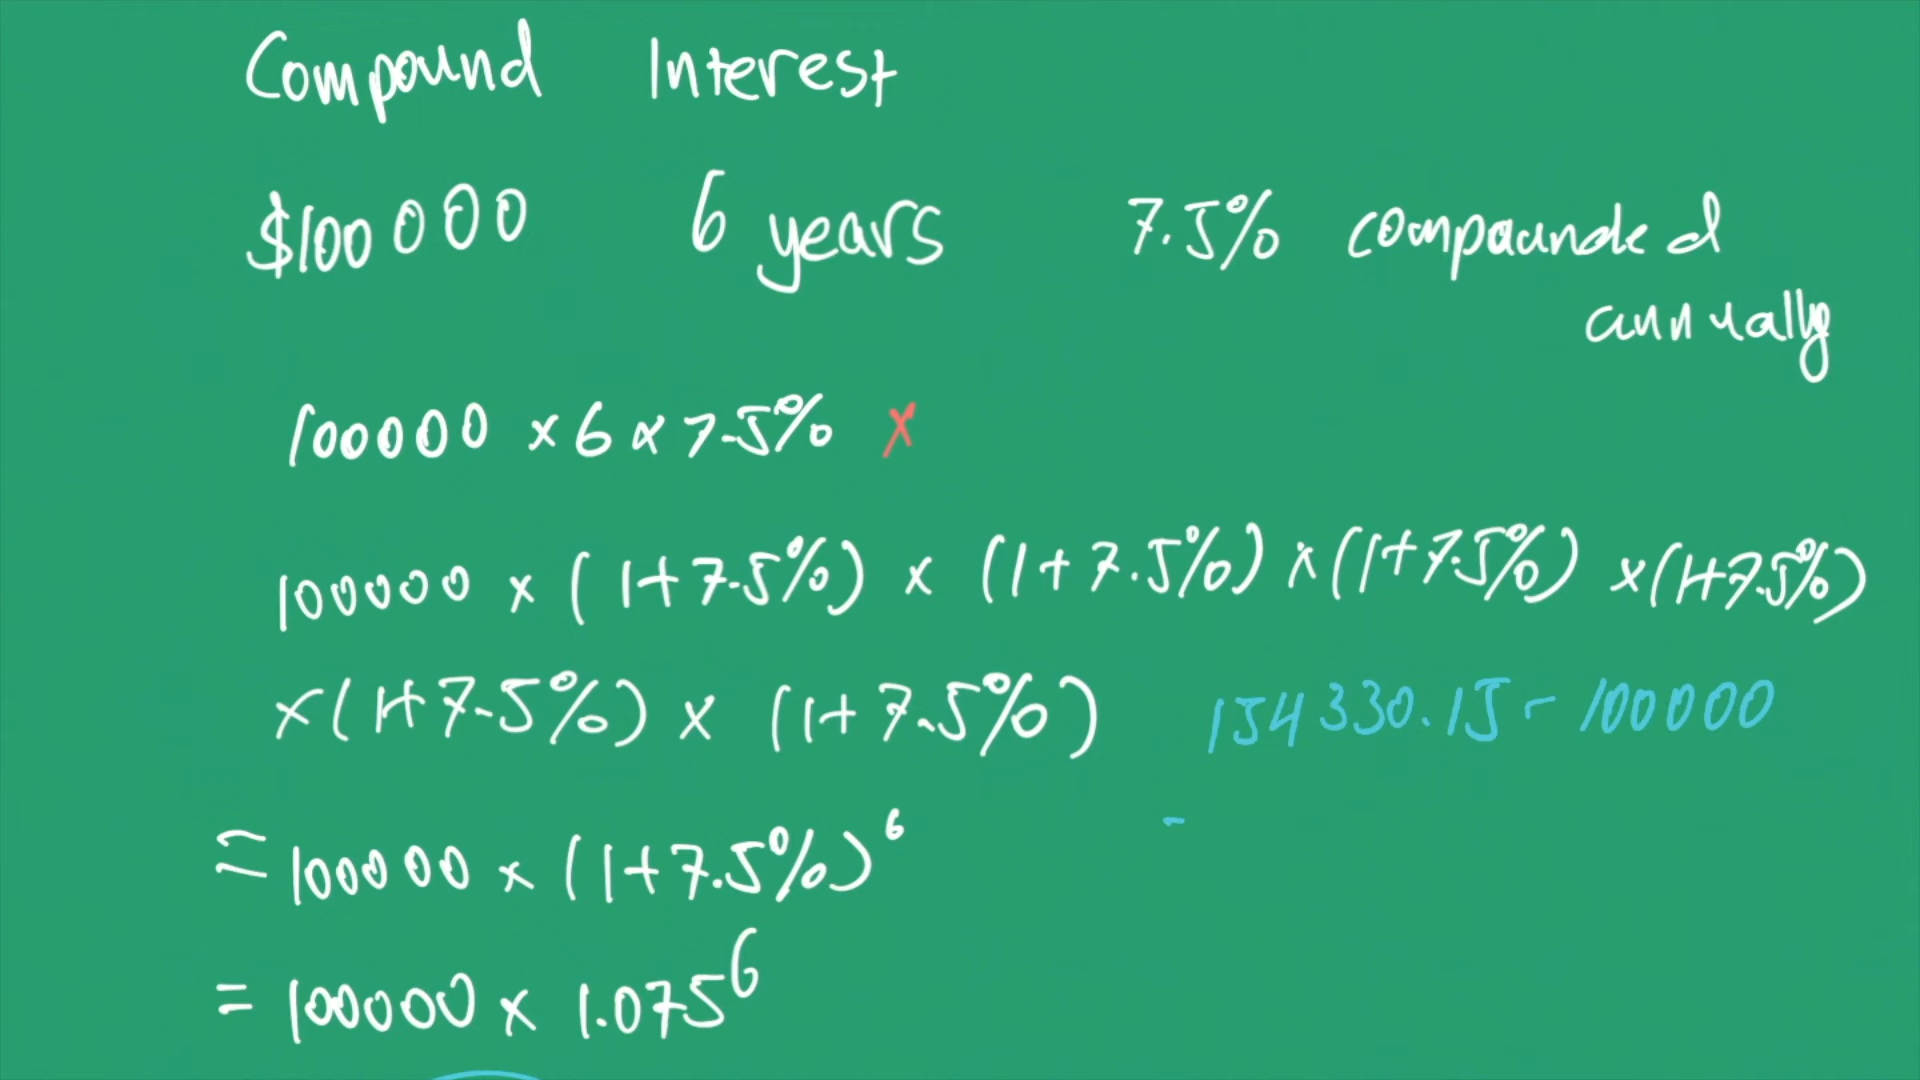 Compound Interest
$100000 6 years 7.5% compounded
annually
100000 × 6 × 7.5% ×
100000 × (1+7.5%) × (1+7.5%) × (1+7.5%) × (1+7.5%)
× (1+7.5%) × (1+7.5%) 154330.15 - 100000
= 100000 × (1+7.5%)⁶
= 100000 × 1.075⁶